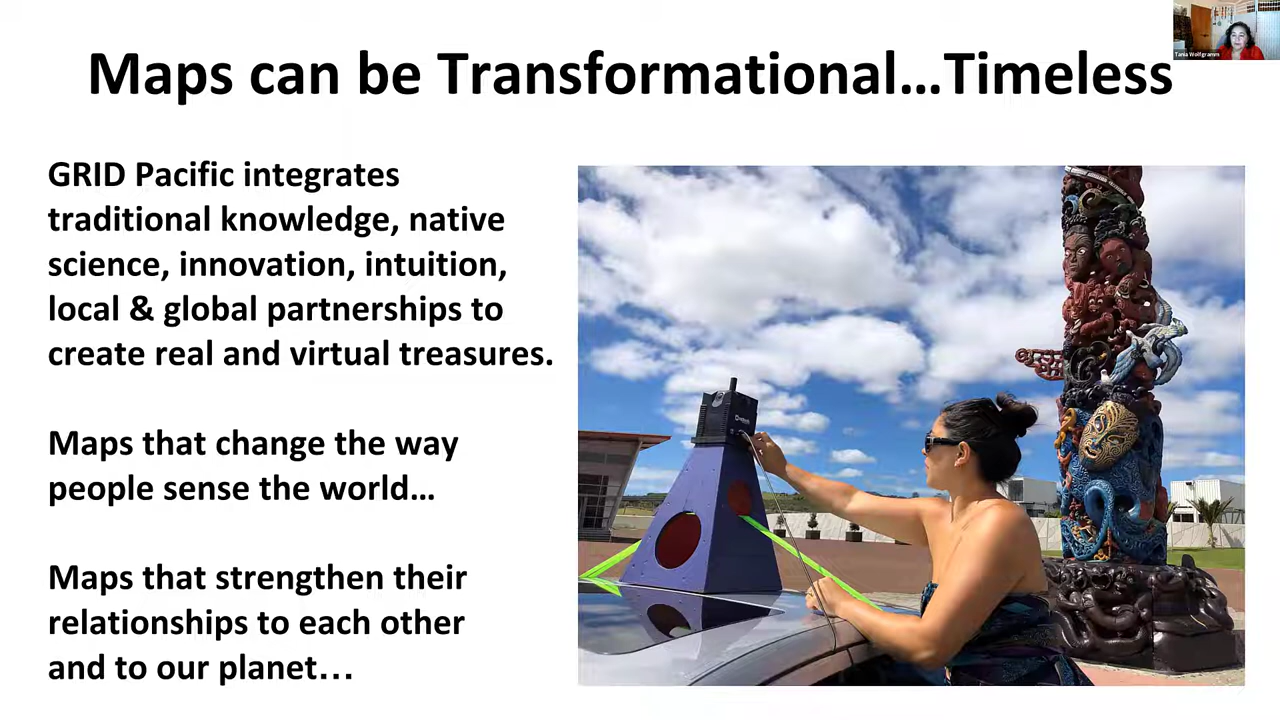 Tania Wolfgramm
Maps can be Transformational…Timeless
GRID Pacific integrates
traditional knowledge, native
science, innovation, intuition,
local & global partnerships to
create real and virtual treasures.
Maps that change the way
people sense the world…
Maps that strengthen their
relationships to each other
and to our planet…